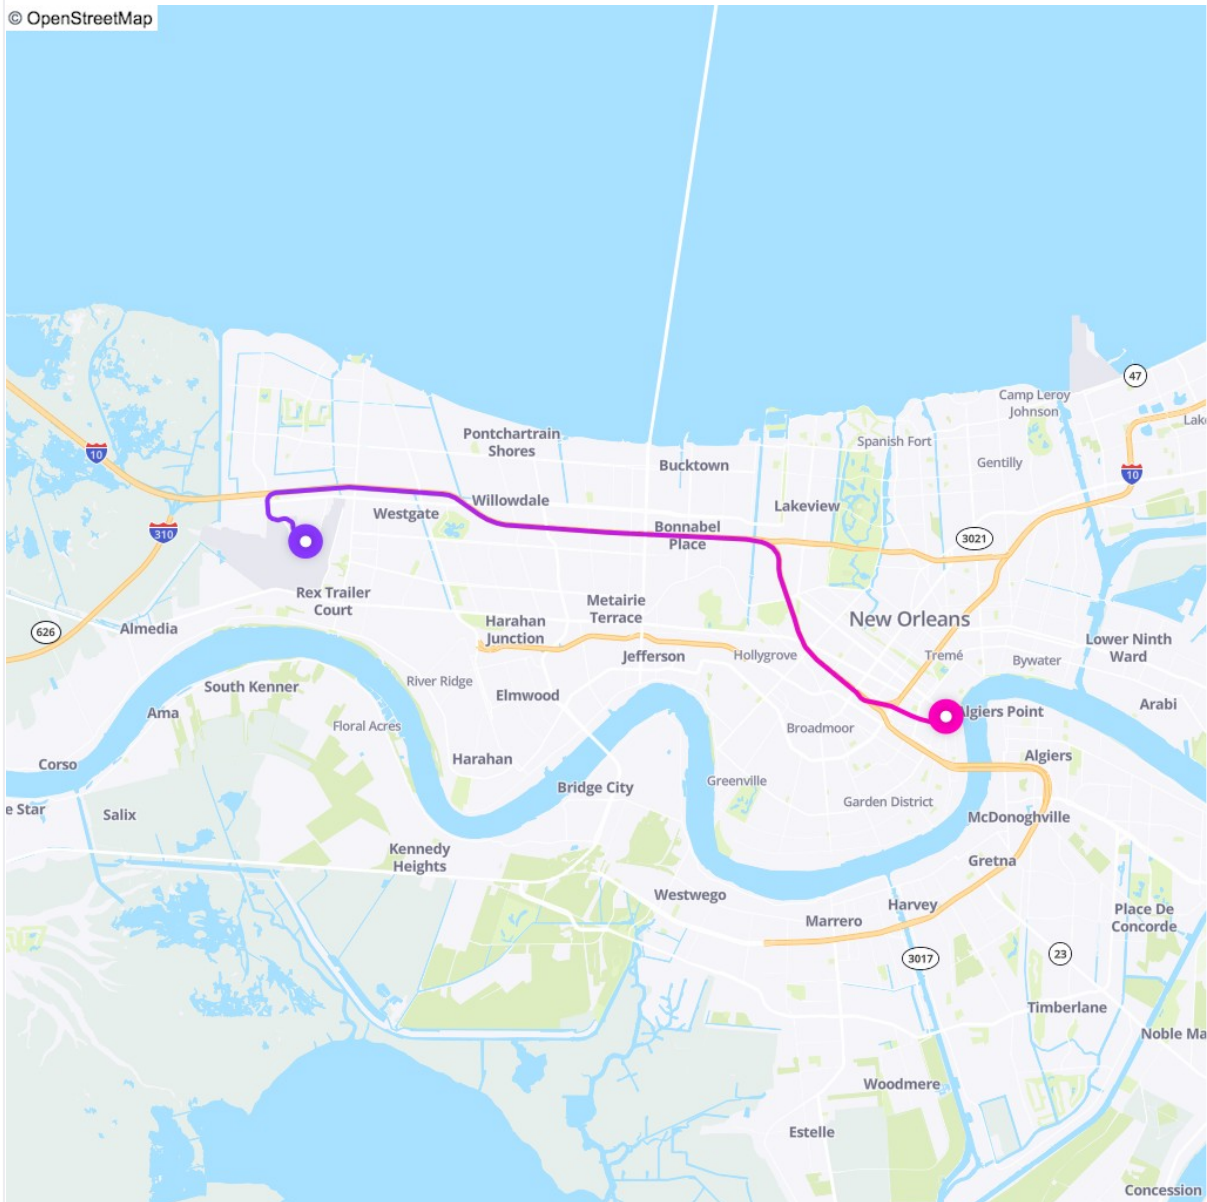 © OpenStreetMap
47
Camp Leroy
Johnson
Spanish Fort
Pontchartrain
Shores
10
Bucktown
Gentilly
10
Willowdale
Lakeview
Westgate
310
Bonnabel
Place
3021
Rex Trailer
Court
Metairie
Terrace
Harahan
Junction
New Orleans
626
Almedia
Lower Ninth
Ward
Jefferson
Hollygrove
Tremé
Bywater
South Kenner
River Ridge
Elmwood
Ama
Floral Acres
Broadmoor
Algiers Point
Arabi
Corso
Harahan
Algiers
Bridge City
Greenville
Garden District
e Star
Salix
McDonoghville
Kennedy
Heights
Gretna
Westwego
Harvey
Marrero
Place De
Concorde
3017
23
Timberlane
Noble Ma
Woodmere
Estelle
Concession